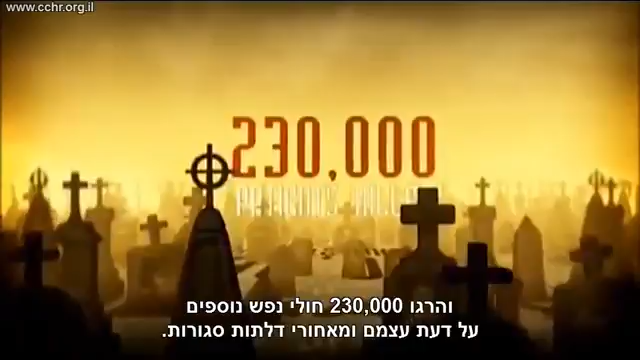 www.cchr.org.il
230,000
והרגו 230,000 חולי נפש נוספים
על דעת עצמם ומאחורי דלתות סגורות.